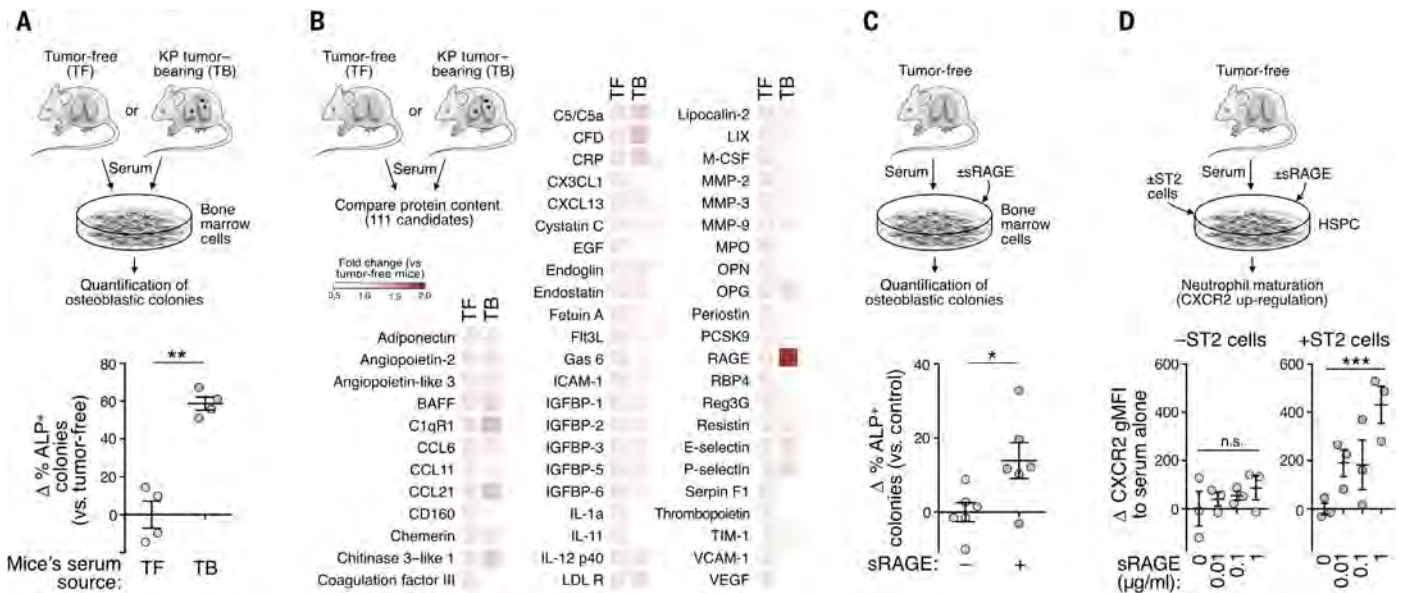 A
Tumor-free
(TF)
KP tumor–
bearing (TB)
or
Serum
Bone
marrow
cells
Quantification of
osteoblastic colonies
**
Δ % ALP+
colonies
(vs. tumor-free)
80
60
40
20
0
Mice's serum
source:
TF
TB
B
Tumor-free
(TF)
KP tumor–
bearing (TB)
or
Serum
Compare protein content
(111 candidates)
Fold change (vs
tumor-free mice)
0.5
1.0
1.5
2.0
TF
TB
Adiponectin
Angiopoietin-2
Angiopoietin-like 3
BAFF
C1qR1
CCL6
CCL11
CCL21
CD160
Chemerin
Chitinase 3–like 1
Coagulation factor III
TF
TB
C5/C5a
CFD
CRP
CX3CL1
CXCL13
Cystatin C
EGF
Endoglin
Endostatin
Fetuin A
Flt3L
Gas 6
ICAM-1
IGFBP-1
IGFBP-2
IGFBP-3
IGFBP-5
IGFBP-6
IL-1a
IL-11
IL-12 p40
LDL R
TF
TB
Lipocalin-2
LIX
M-CSF
MMP-2
MMP-3
MMP-9
MPO
OPN
OPG
Periostin
PCSK9
RAGE
RBP4
Reg3G
Resistin
E-selectin
P-selectin
Serpin F1
Thrombopoietin
TIM-1
VCAM-1
VEGF
C
Tumor-free
Serum
±sRAGE
Bone
marrow
cells
Quantification of
osteoblastic colonies
*
Δ % ALP+
colonies (vs. control)
40
20
0
sRAGE:
–
+
D
Tumor-free
Serum
±sRAGE
±ST2
cells
HSPC
Neutrophil maturation
(CXCR2 up-regulation)
–ST2 cells
+ST2 cells
600
400
200
0
n.s.
600
400
200
0
***
Δ CXCR2 gMFI
to serum alone
sRAGE
(μg/ml):
0
0.01
0.1
1
0
0.01
0.1
1